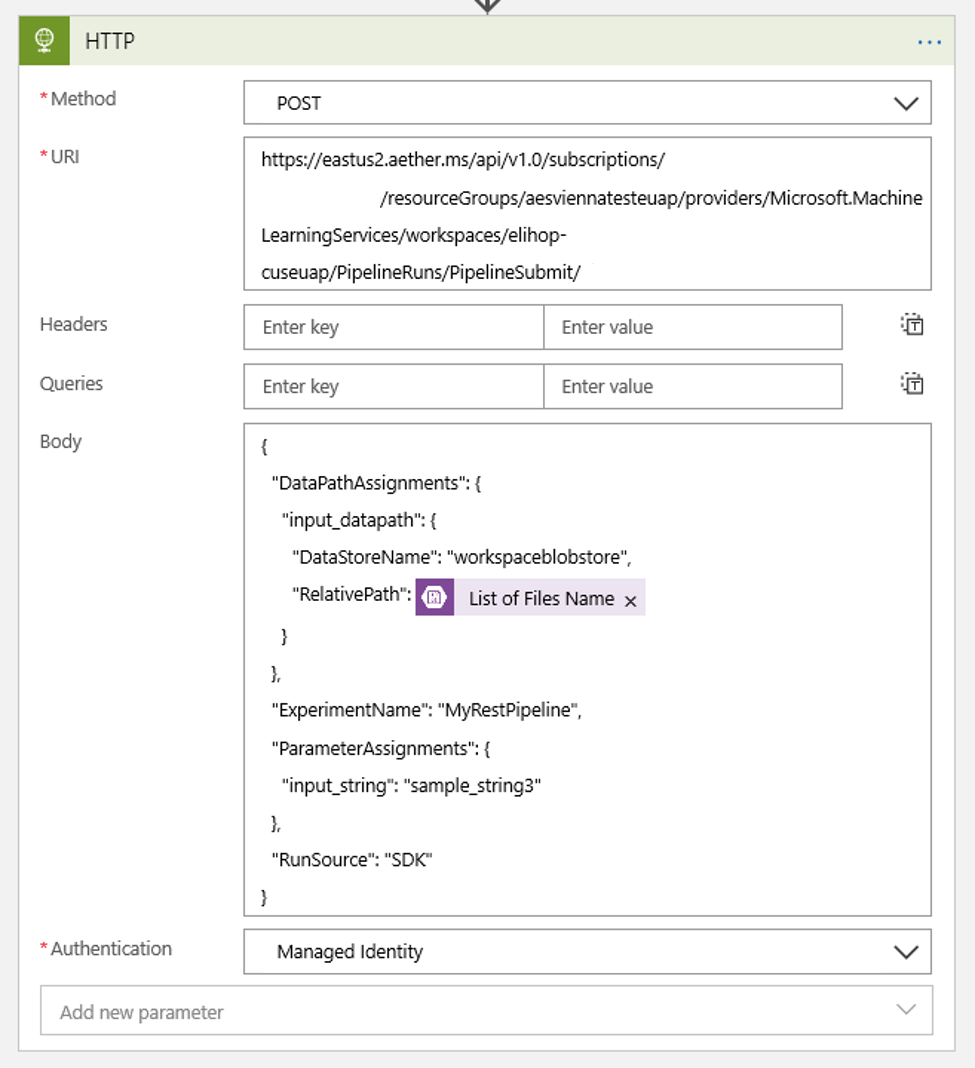 HTTP
...
* Method
POST
* URI
https://eastus2.aether.ms/api/v1.0/subscriptions/
/resourceGroups/aesviennatesteuap/providers/Microsoft.Machine
LearningServices/workspaces/elihop-
cuseuap/PipelineRuns/PipelineSubmit/
Headers
Enter key
Enter value
Queries
Enter key
Enter value
Body
{
"DataPathAssignments": {
"input_datapath": {
"DataStoreName": "workspaceblobstore",
"RelativePath": List of Files Name ×
}
},
"ExperimentName": "MyRestPipeline",
"ParameterAssignments": {
"input_string": "sample_string3"
},
"RunSource": "SDK"
}
* Authentication
Managed Identity
Add new parameter